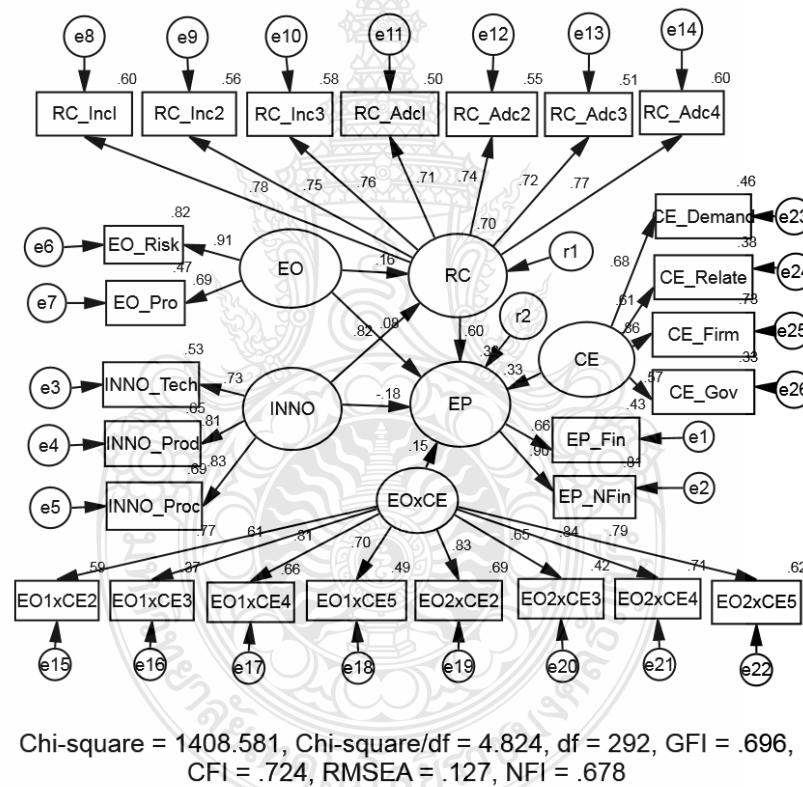 e8 e9 e10 e11 e12 e13 e14
.60 .56 .58 .50 .55 .51 .60
RC_Incl RC_Inc2 RC_Inc3 RC_Adcl RC_Adc2 RC_Adc3 RC_Adc4
.78 .75 .76 .71 .74 .72 .77
.46
CE_Demand e23
.82
e6 EO_Risk .91
EO .16 RC .70 r1
.68
.38
CE_Relate e24
.47
e7 EO_Pro .69
.61
.73
CE_Firm e25
.86
r2
.82 .08 .60
CE .33
.33
CE_Gov e26
.57
.53
e3 INNO_Tech .73
INNO -.18 EP
.65
e4 INNO_Prod .81
.43
.66 EP_Fin e1
.69
e5 INNO_Proc .83
.15
.81
.90 EP_NFin e2
EOxCE
.77 .61 .81 .70 .83 .65 .84 .79
.59 .37 .66 .49 .69 .42 .71 .62
EO1xCE2 EO1xCE3 EO1xCE4 EO1xCE5 EO2xCE2 EO2xCE3 EO2xCE4 EO2xCE5
e15 e16 e17 e18 e19 e20 e21 e22
Chi-square = 1408.581, Chi-square/df = 4.824, df = 292, GFI = .696,
CFI = .724, RMSEA = .127, NFI = .678